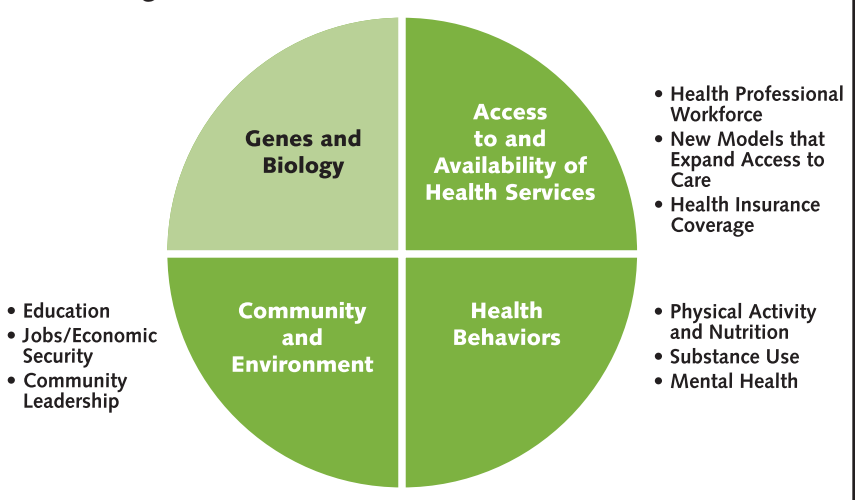 Genes and
Biology
Access
to and
Availability of
Health Services
• Health Professional
Workforce
• New Models that
Expand Access to
Care
• Health Insurance
Coverage
• Education
• Jobs/Economic
Security
• Community
Leadership
Community
and
Environment
Health
Behaviors
• Physical Activity
and Nutrition
• Substance Use
• Mental Health